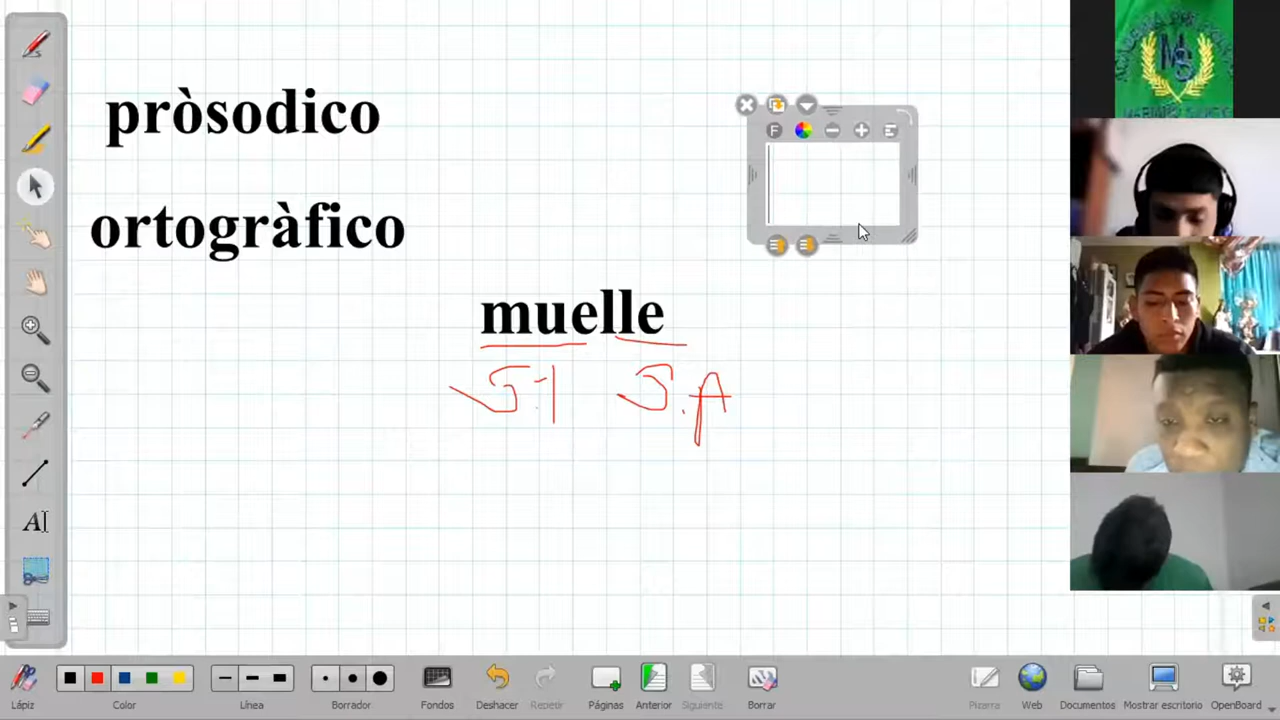 pròsodico
ortogràfico
F
muelle
S.I S.A
A
Lápiz
Color
Línea
Borrador
Fondos
Deshacer
Repetir
Páginas
Anterior
Siguiente
Borrar
Pizarra
Web
Documentos
Mostrar escritorio
OpenBoard